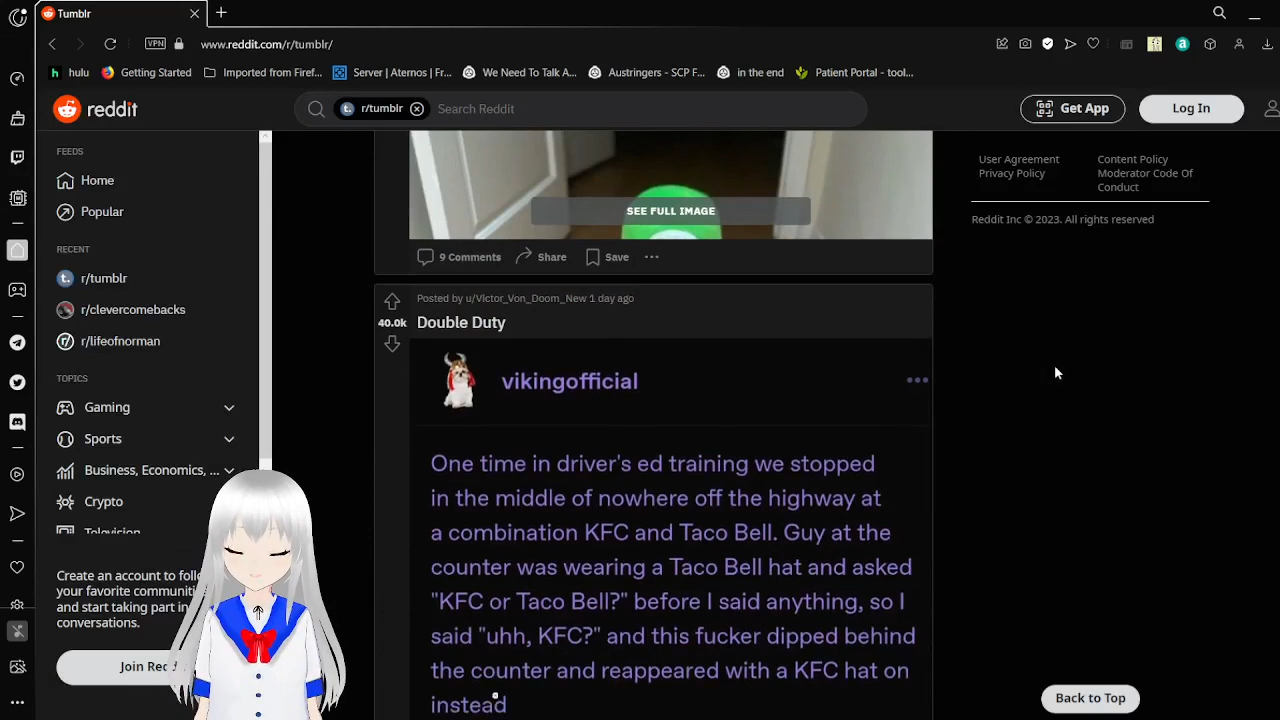 Tumblr
VPN
www.reddit.com/r/tumblr/
hulu
Getting Started
Imported from Firef...
Server | Aternos | Fr...
We Need To Talk A...
Austringers - SCP F...
in the end
Patient Portal - tool...
reddit
r/tumblr
Search Reddit
Get App
Log In
FEEDS
Home
Popular
RECENT
r/tumblr
r/clevercomebacks
r/lifeofnorman
TOPICS
Gaming
Sports
Business, Economics, ...
Crypto
Television
Create an account to follo
your favorite communitie
and start taking part in
conversations.
Join Redd
SEE FULL IMAGE
9 Comments
Share
Save
Posted by u/Victor_Von_Doom_New 1 day ago
40.0k
Double Duty
vikingofficial
One time in driver's ed training we stopped
in the middle of nowhere off the highway at
a combination KFC and Taco Bell. Guy at the
counter was wearing a Taco Bell hat and asked
"KFC or Taco Bell?" before I said anything, so I
said "uhh, KFC?" and this fucker dipped behind
the counter and reappeared with a KFC hat on
instead
User Agreement
Privacy Policy
Content Policy
Moderator Code Of
Conduct
Reddit Inc © 2023. All rights reserved
Back to Top